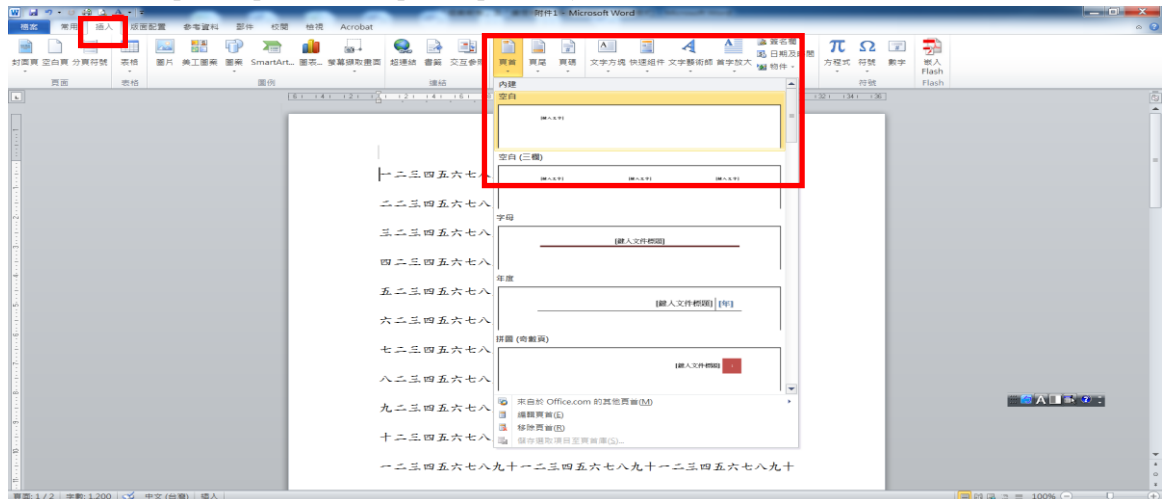 附件1 - Microsoft Word
檔案 常用 插入 版面配置 參考資料 郵件 校閱 檢視 Acrobat
封面頁 空白頁 分頁符號 表格 圖片 美工圖案 圖案 SmartArt... 圖表... 螢幕擷取畫面 超連結 書籤 交互參照 頁首 頁尾 頁碼 文字方塊 快速組件 文字藝術師 首字放大 簽名欄 日期及時間 物件 方程式 符號 數字 嵌入 Flash
頁面 表格 圖例 連結 符號 Flash
內建
空白
[鍵入文字]
空白 (三欄)
[鍵入文字] [鍵入文字] [鍵入文字]
字母
[鍵入文件標題]
年度
[鍵入文件標題] [年]
拼圖 (奇數頁)
[鍵入文件標題]
來自於 Office.com 的其他頁首(M)
編輯頁首(E)
移除頁首(R)
儲存選取項目至頁首庫(S)...
一二三四五六七八
二二三四五六七八
三二三四五六七八
四二三四五六七八
五二三四五六七八
六二三四五六七八
七二三四五六七八
八二三四五六七八
九二三四五六七八
十二三四五六七八
一二三四五六七八九十一二三四五六七八九十一二三四五六七八九十
頁面: 1 / 2 字數: 1,200 中文 (台灣) 插入 100%